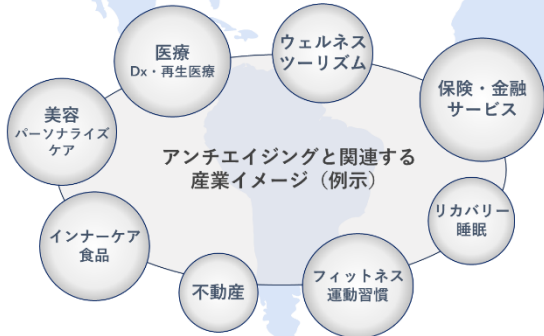 医療
Dx・再生医療
ウェルネス
ツーリズム
保険・金融
サービス
美容
パーソナライズ
ケア
アンチエイジングと関連する
産業イメージ（例示）
リカバリー
睡眠
インナーケア
食品
不動産
フィットネス
運動習慣